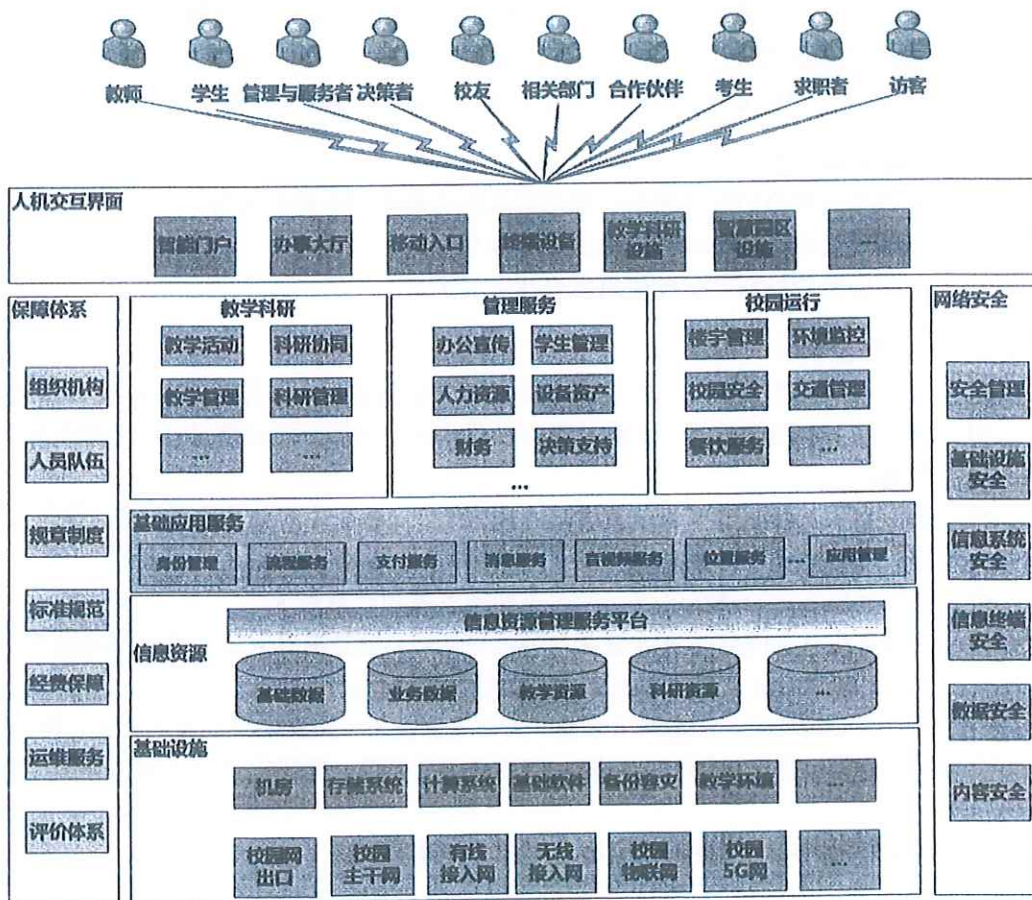 教师 学生 管理与服务者 决策者 校友 相关部门 合作伙伴 考生 求职者 访客
人机交互界面
智能门户 办事大厅 移动入口 终端设备 教学科研设施 智慧园区设施 ...
保障体系
组织机构
人员队伍
规章制度
标准规范
经费保障
运维服务
评价体系
教学科研
教学活动 科研协同
教学管理 科研管理
... ...
管理服务
办公宣传 学生管理
人力资源 设备资产
财务 决策支持
...
校园运行
楼宇管理 环境监控
校园安全 交通管理
餐饮服务 ...
基础应用服务
身份管理 流程服务 支付服务 消息服务 音视频服务 位置服务 ... 应用管理
信息资源
信息资源管理服务平台
基础数据 业务数据 教学资源 科研资源 ...
基础设施
机房 存储系统 计算系统 基础软件 备份容灾 教学环境 ...
校园网出口 校园主干网 有线接入网 无线接入网 校园物联网 校园5G网 ...
网络安全
安全管理
基础设施
安全
信息系统
安全
信息终端
安全
数据安全
内容安全